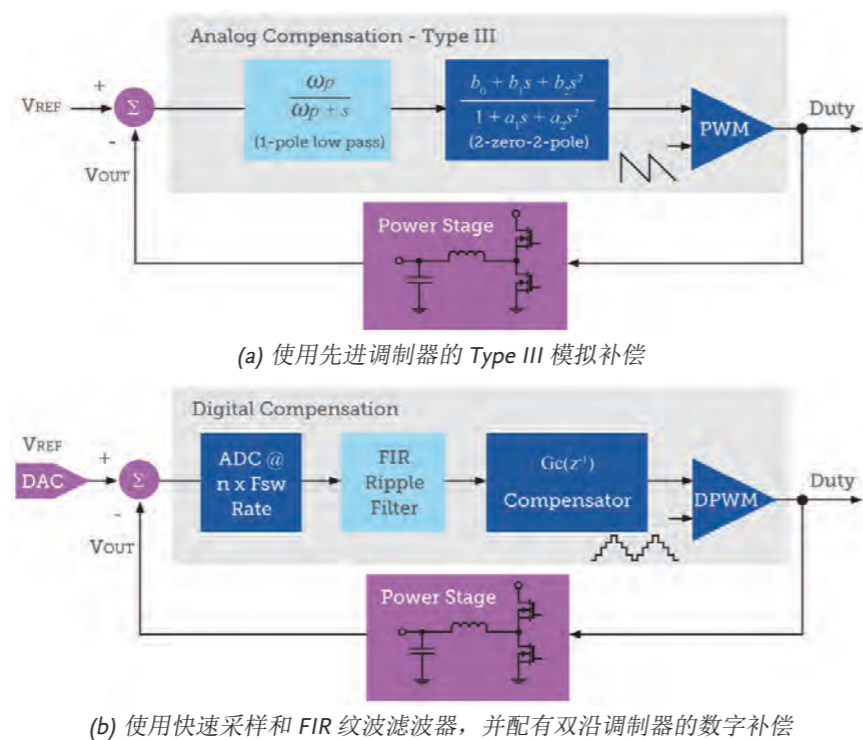 Analog Compensation - Type III
VREF
+
Σ
-
VOUT
ωp
ωp + s
(1-pole low pass)
b₀ + b₁s + b₂s²
1 + a₁s + a₂s²
(2-zero-2-pole)
PWM
Duty
Power Stage
(a) 使用先进调制器的 Type III 模拟补偿
Digital Compensation
VREF
DAC
+
Σ
-
VOUT
ADC @
n x Fsw
Rate
FIR
Ripple
Filter
Gc(z⁻¹)
Compensator
DPWM
Duty
Power Stage
(b) 使用快速采样和 FIR 纹波滤波器，并配有双沿调制器的数字补偿